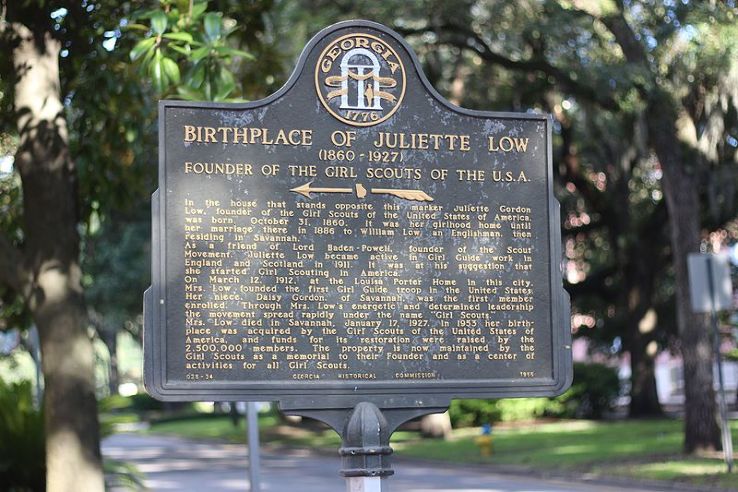 GEORGIA
1776
BIRTHPLACE OF JULIETTE LOW
(1860-1927)
FOUNDER OF THE GIRL SCOUTS OF THE U.S.A.
In the house that stands opposite this marker Juliette Gordon
Low, founder of the Girl Scouts of the United States of America,
was born, October 31, 1860. It was her girlhood home until
her marriage there in 1886 to William Low, an Englishman, then
residing in Savannah.
As a friend of Lord Baden-Powell, founder of the Scout
Movement, Juliette Low became active in Girl Guide work in
England and Scotland in 1911. It was at his suggestion that
she started Girl Scouting in America.
On March 12, 1912, at the Louisa Porter Home in this city,
Mrs. Low founded the first Girl Guide troop in the United States.
Her niece, Daisy Gordon, of Savannah, was the first member
enrolled. Through Mrs. Low's energetic and determined leadership
the movement spread rapidly under the name "Girl Scouts."
Mrs. Low died in Savannah, January 17, 1927. In 1953 her birth-
place was acquired by the Girl Scouts of the United States of
America, and funds for its restoration were raised by the
2,500,000 members. The property is now maintained by the
Girl Scouts as a memorial to their Founder and as a center of
activities for all Girl Scouts.
025-34 GEORGIA HISTORICAL COMMISSION 1955